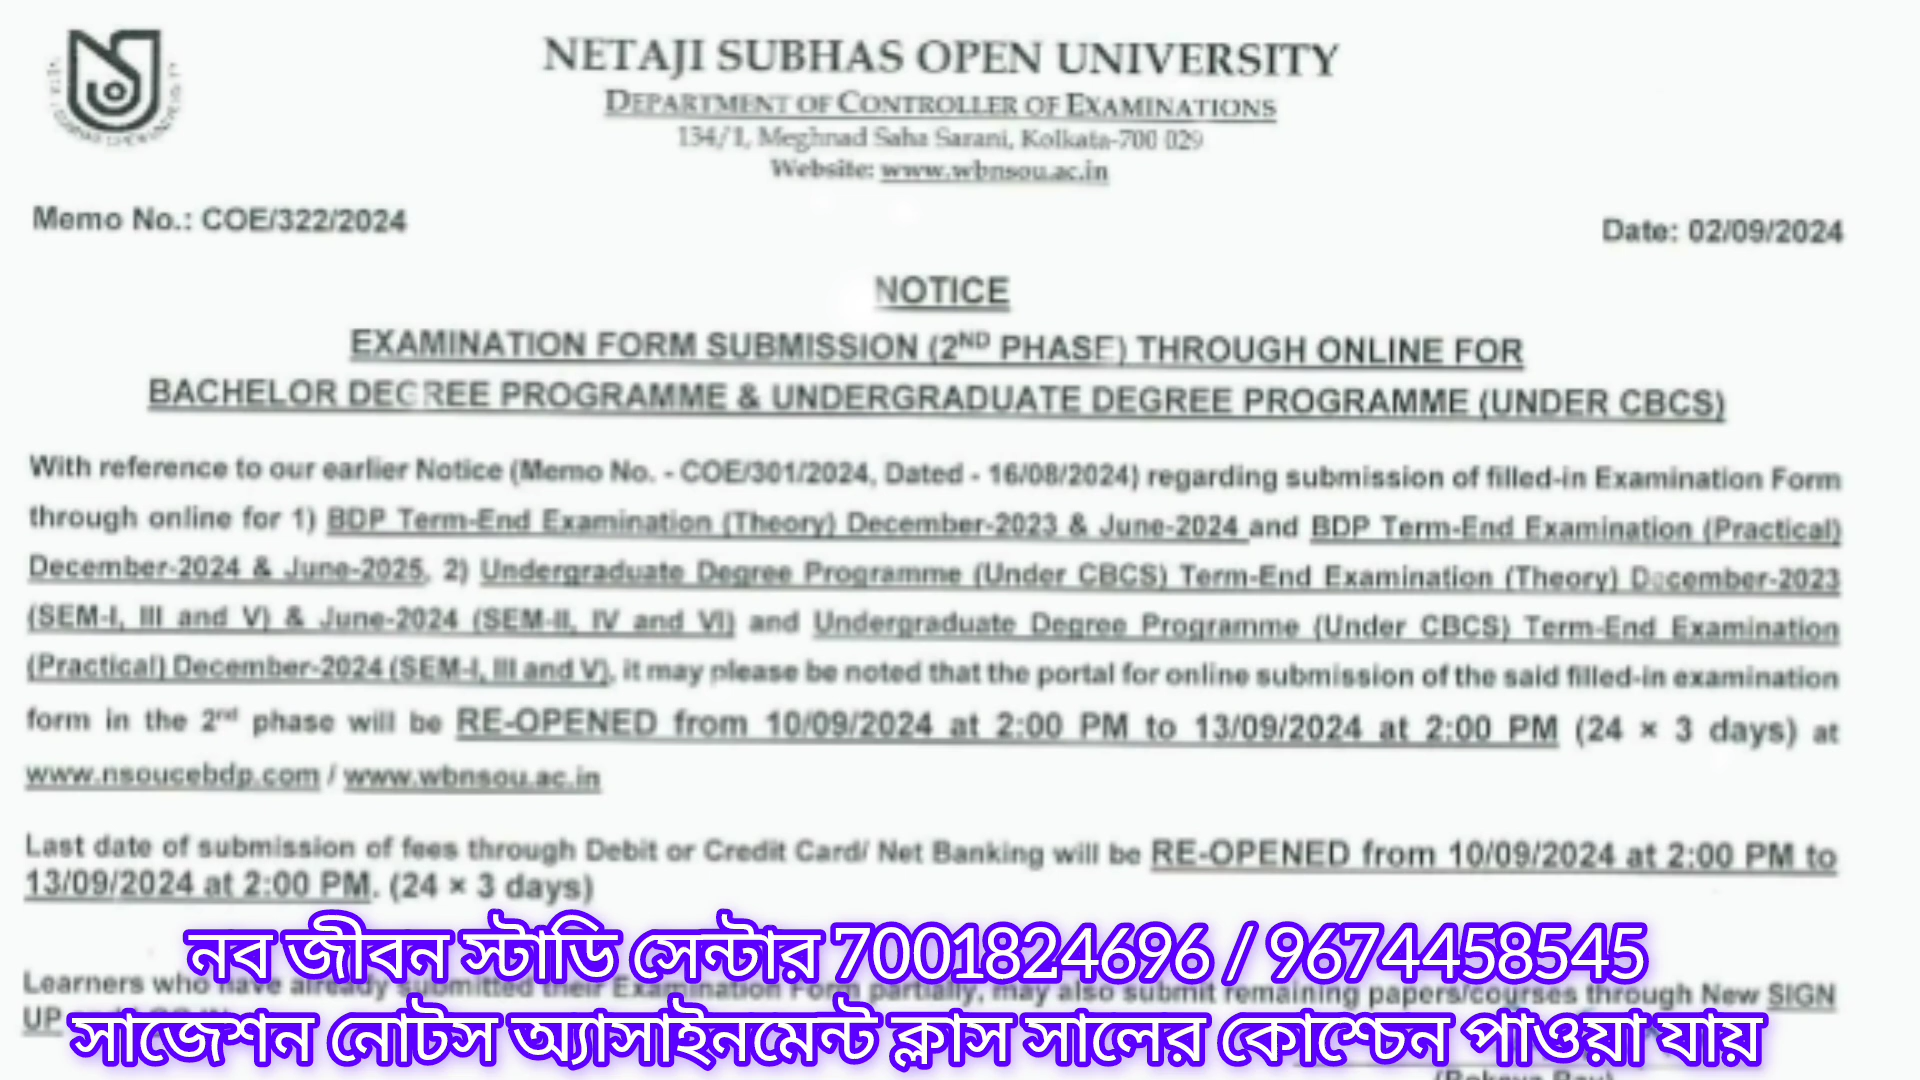 NETAJI SUBHAS OPEN UNIVERSITY
DEPARTMENT OF CONTROLLER OF EXAMINATIONS
134/1, Meghnad Saha Sarani, Kolkata-700 029
Website: www.wbnsou.ac.in
Memo No.: COE/322/2024
Date: 02/09/2024
NOTICE
EXAMINATION FORM SUBMISSION (2ND PHASE) THROUGH ONLINE FOR
BACHELOR DEGREE PROGRAMME & UNDERGRADUATE DEGREE PROGRAMME (UNDER CBCS)
With reference to our earlier Notice (Memo No. - COE/301/2024, Dated - 16/08/2024) regarding submission of filled-in Examination Form
through online for 1) BDP Term-End Examination (Theory) December-2023 & June-2024 and BDP Term-End Examination (Practical)
December-2024 & June-2025, 2) Undergraduate Degree Programme (Under CBCS) Term-End Examination (Theory) December-2023
(SEM-I, III and V) & June-2024 (SEM-II, IV and VI) and Undergraduate Degree Programme (Under CBCS) Term-End Examination
(Practical) December-2024 (SEM-I, III and V), it may please be noted that the portal for online submission of the said filled-in examination
form in the 2nd phase will be RE-OPENED from 10/09/2024 at 2:00 PM to 13/09/2024 at 2:00 PM (24 × 3 days) at
www.nsoucebdp.com / www.wbnsou.ac.in
Last date of submission of fees through Debit or Credit Card/ Net Banking will be RE-OPENED from 10/09/2024 at 2:00 PM to
13/09/2024 at 2:00 PM. (24 × 3 days)
নব জীবন স্টাডি সেন্টার 7001824696 / 9674458545
Learners who have already submitted their Examination Form partially, may also submit remaining papers/courses through New SIGN
UP
সাজেশন নোটস অ্যাসাইনমেন্ট ক্লাস সালের কোশ্চেন পাওয়া যায়